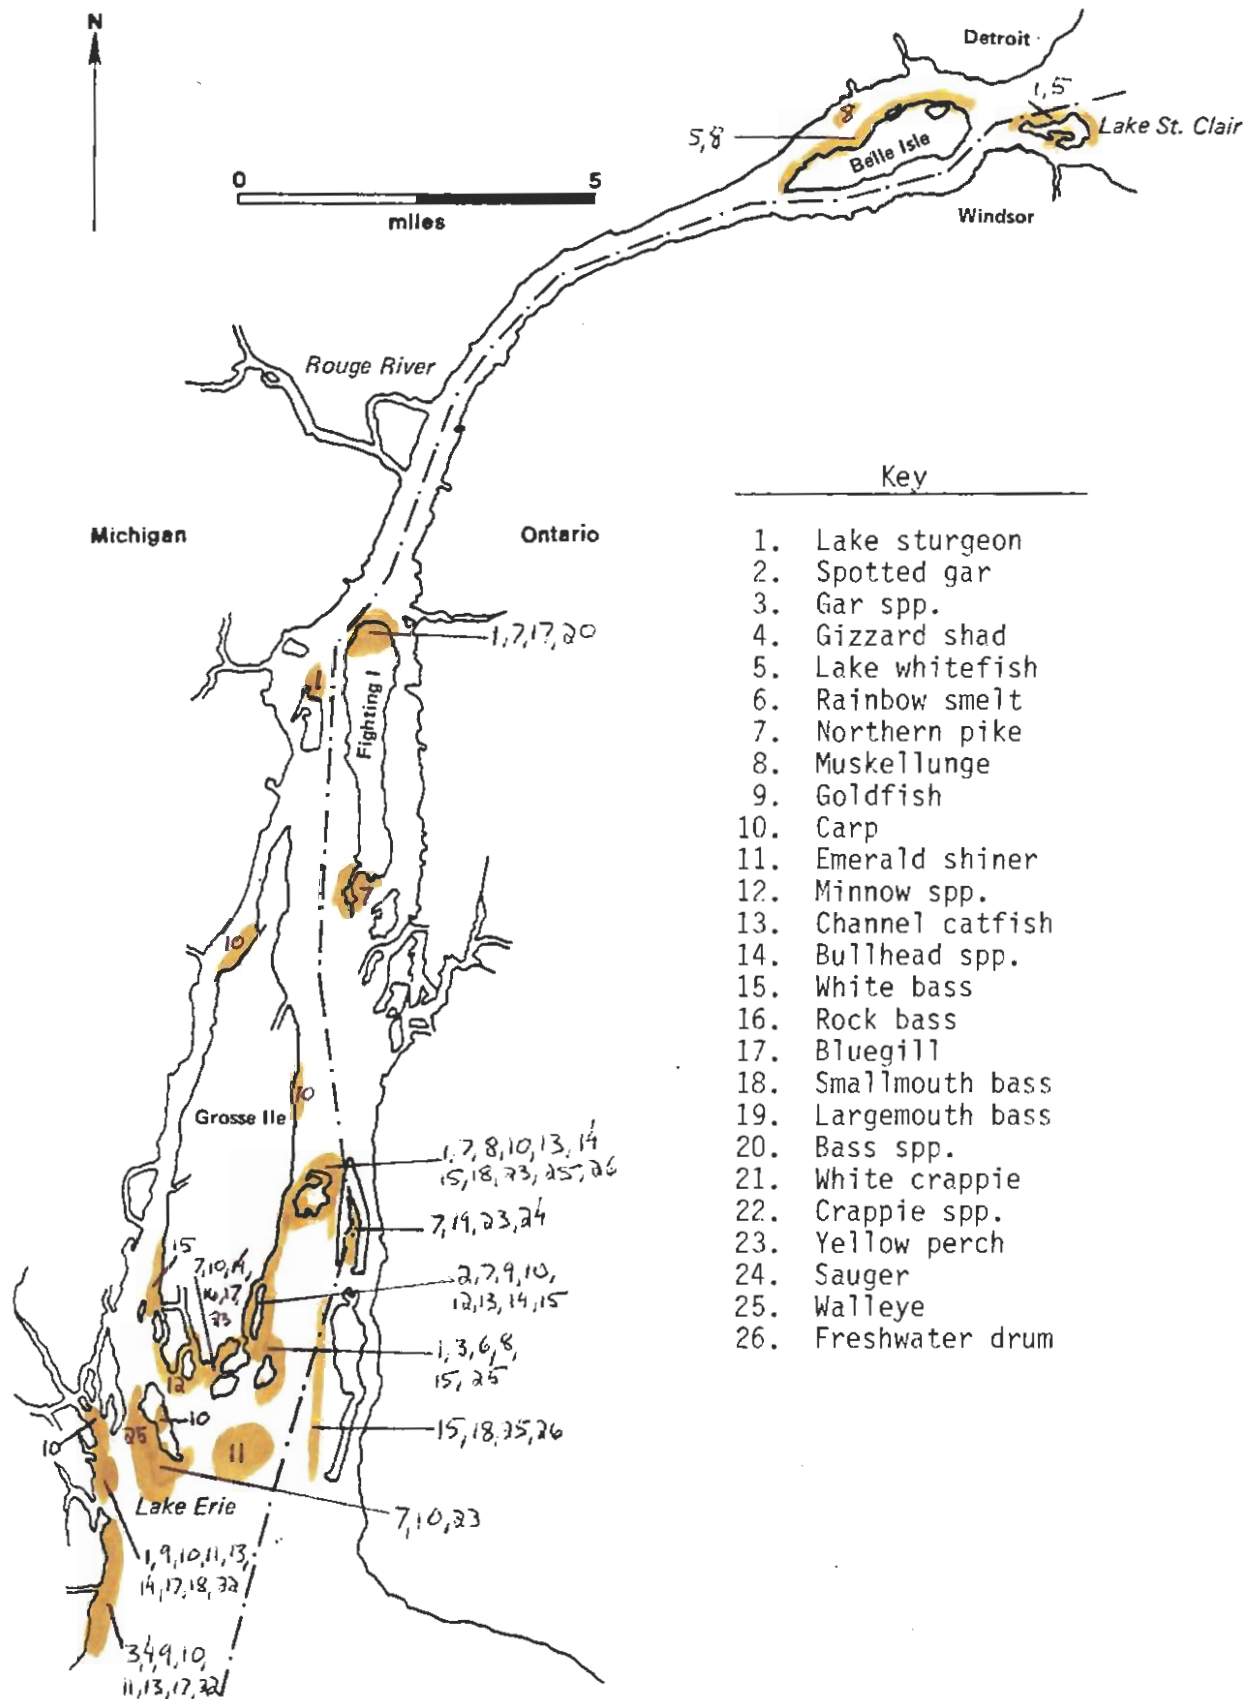 N
Detroit
1,5
8
Lake St. Clair
5,8
Belle Isle
0 5
miles
Windsor
Rouge River
Michigan
Ontario
1,7,17,20
1
Fighting I
7
10
10
Grosse Ile
1,7,8,10,13,14
15,18,23,25,26
7,19,23,24
15
7,10,14,
16,17,
23
2,7,9,10,
12,13,14,15
1,3,6,8,
15,25
12
10
25
10
11
15,18,25,26
Lake Erie
7,10,23
1,9,10,11,13,
14,17,18,22
3,4,9,10,
11,13,17,22
Key
1. Lake sturgeon
2. Spotted gar
3. Gar spp.
4. Gizzard shad
5. Lake whitefish
6. Rainbow smelt
7. Northern pike
8. Muskellunge
9. Goldfish
10. Carp
11. Emerald shiner
12. Minnow spp.
13. Channel catfish
14. Bullhead spp.
15. White bass
16. Rock bass
17. Bluegill
18. Smallmouth bass
19. Largemouth bass
20. Bass spp.
21. White crappie
22. Crappie spp.
23. Yellow perch
24. Sauger
25. Walleye
26. Freshwater drum